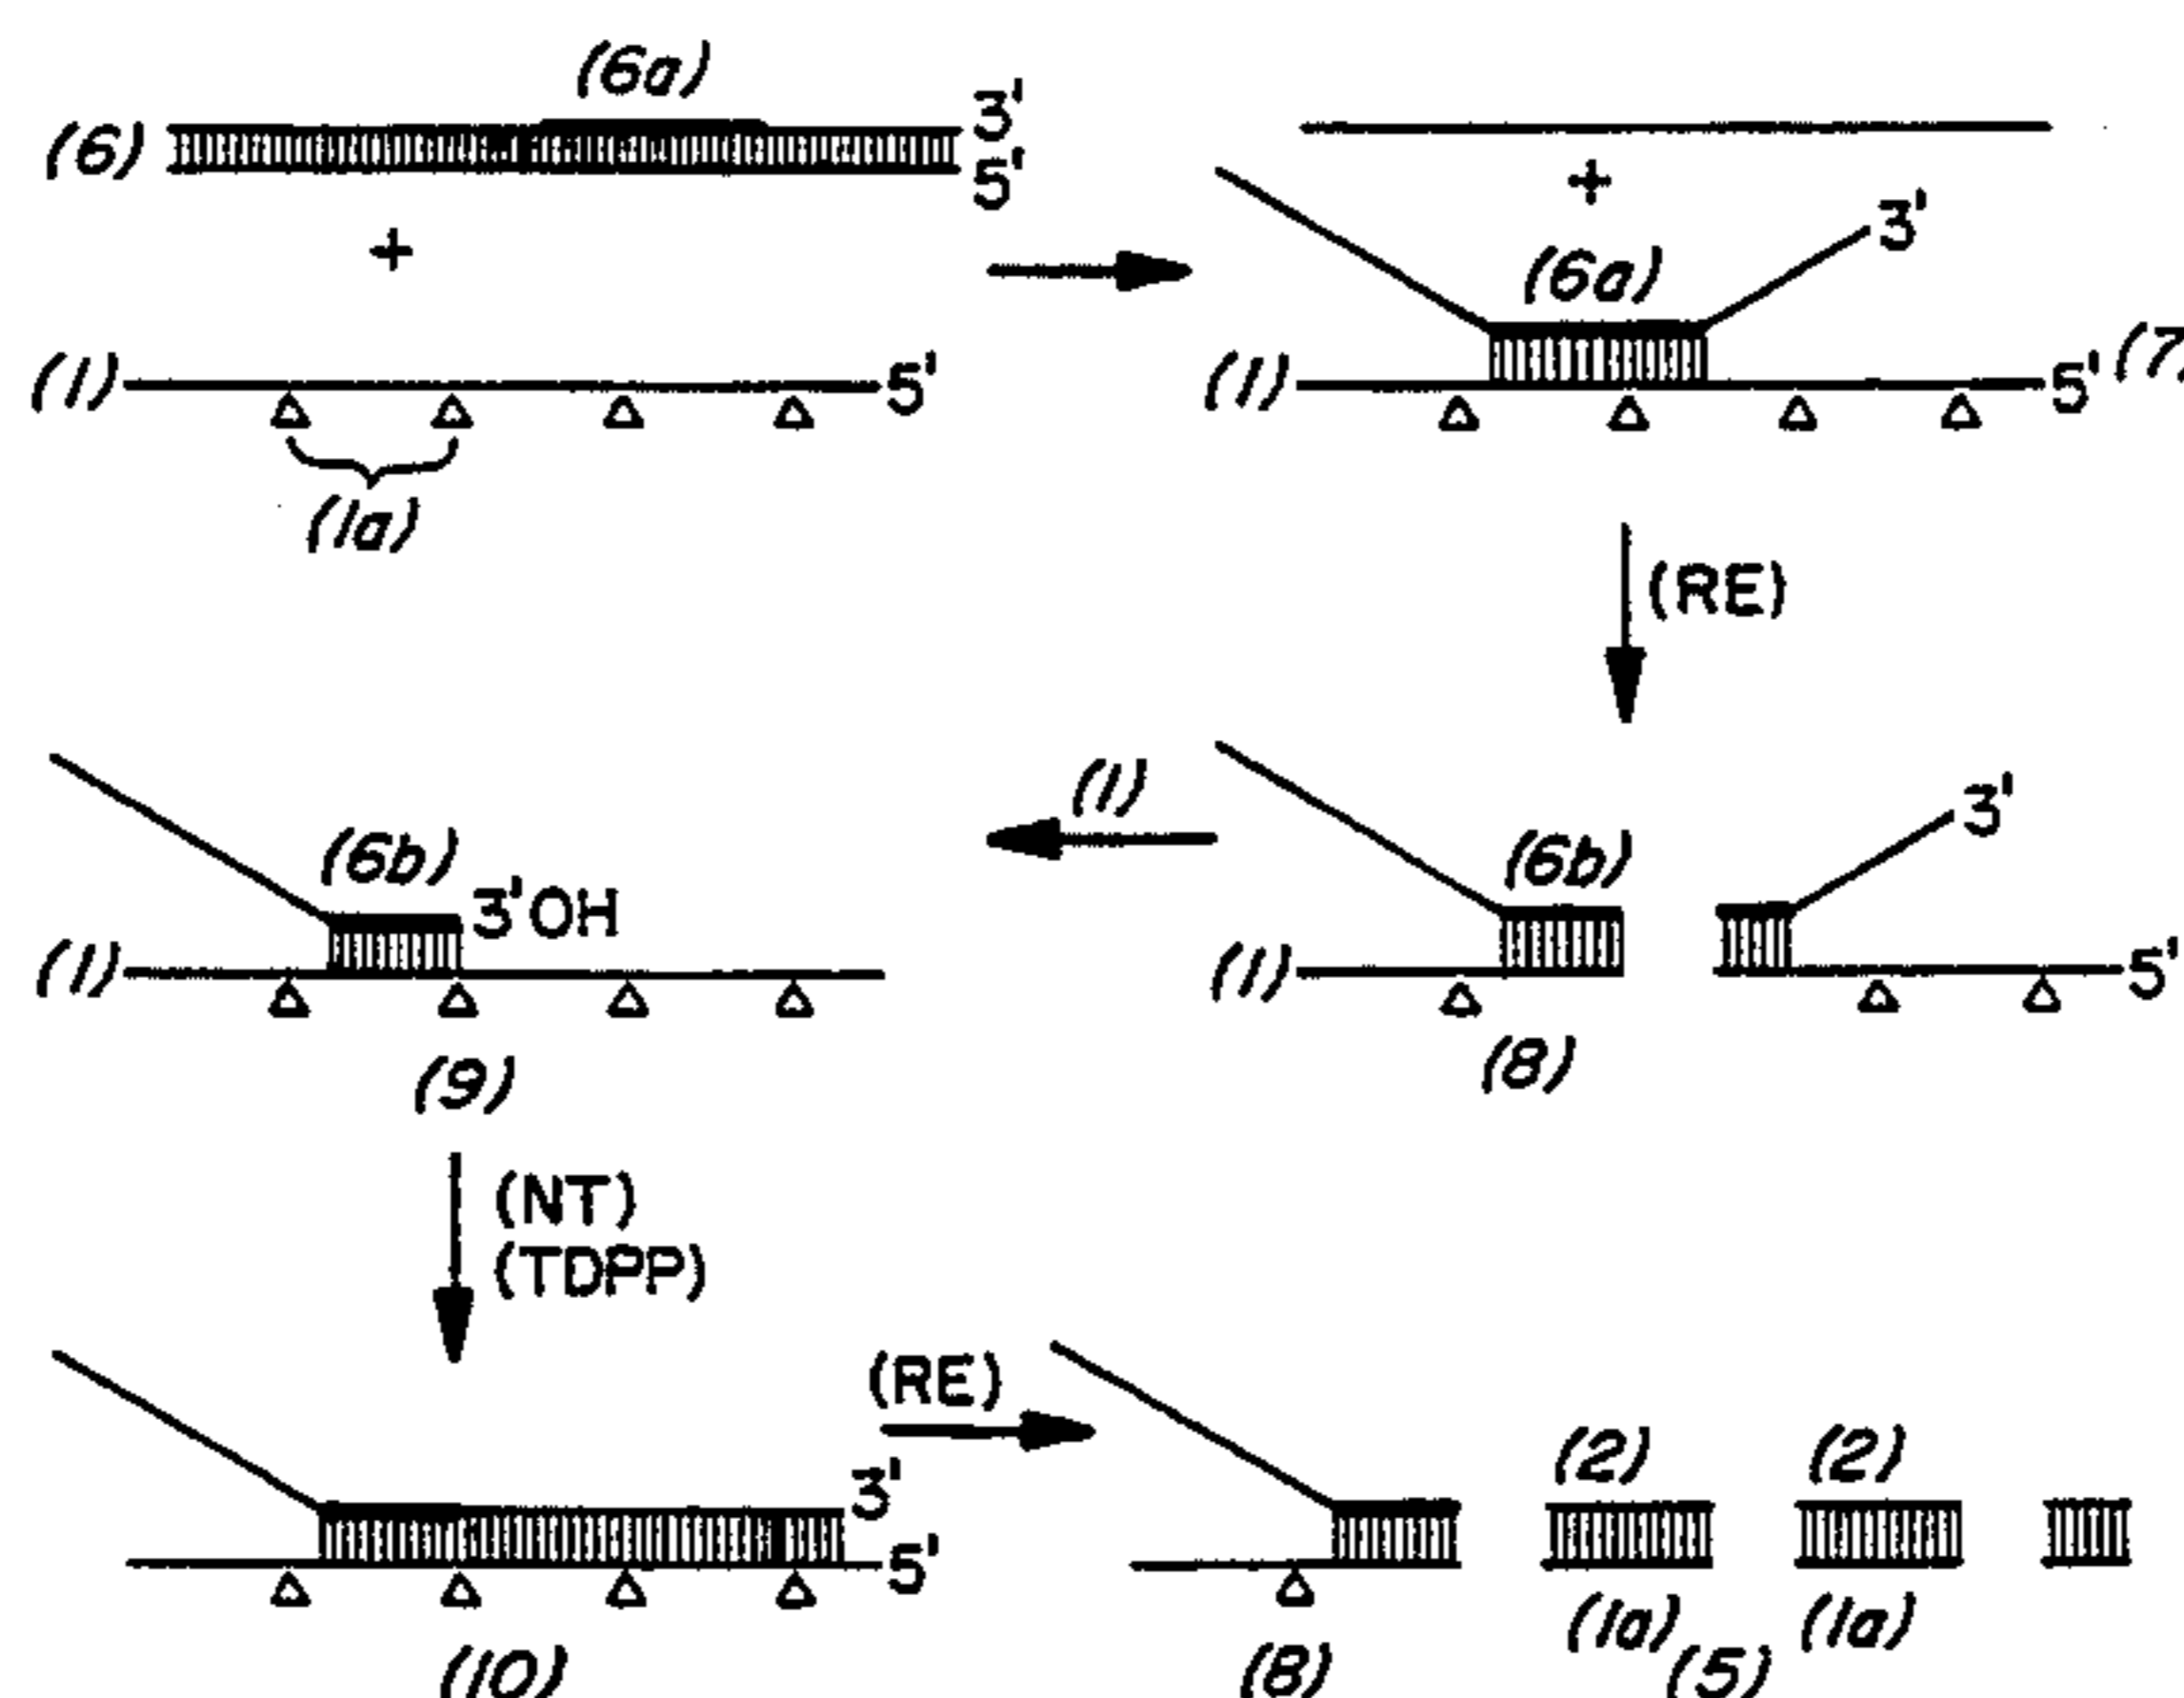 (6a)
(6) 3'
5'
+
(1) 5'
(1a)
+
3'
(6a)
(1) 5' (7
(RE)
(1)
(6b) 3'
(1) 5'
(8)
(6b)
3'OH
(1)
(9)
(NT)
(TDPP)
3'
5'
(10)
(RE)
(2) (2)
(1a) (1a)
(8) (5)